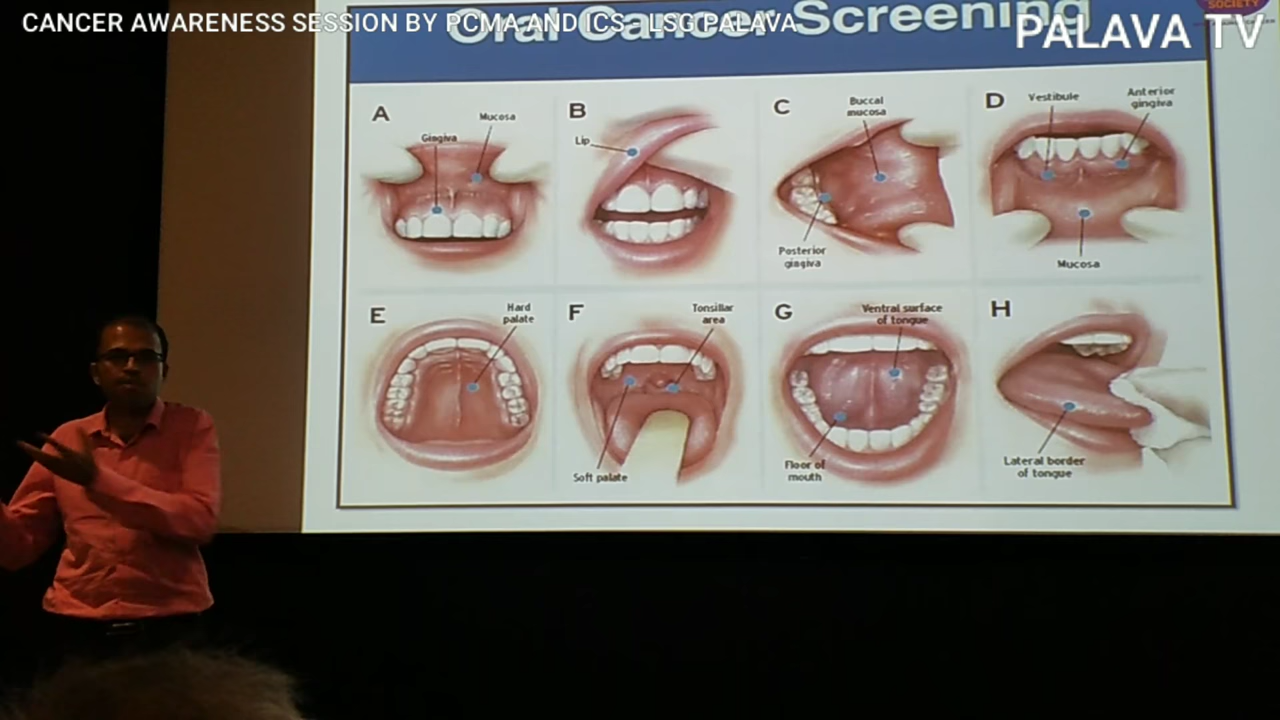 CANCER AWARENESS SESSION BY PCMA AND ICS - LSG PALAVA
PALAVA TV
SOCIETY
Oral Cancer Screening
A
Gingiva
Mucosa
B
Lip
C
Buccal
mucosa
Posterior
gingiva
D
Vestibule
Anterior
gingiva
Mucosa
E
Hard
palate
F
Tonsillar
area
Soft palate
G
Ventral surface
of tongue
Floor of
mouth
H
Lateral border
of tongue